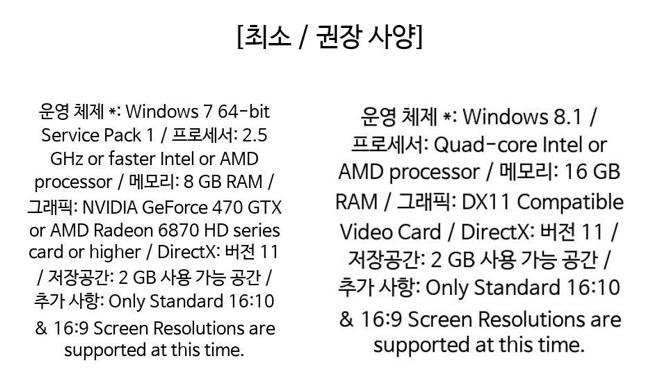 [최소 / 권장 사양]
운영 체제 *: Windows 7 64-bit
Service Pack 1 / 프로세서: 2.5
GHz or faster Intel or AMD
processor / 메모리: 8 GB RAM /
그래픽: NVIDIA GeForce 470 GTX
or AMD Radeon 6870 HD series
card or higher / DirectX: 버전 11
/ 저장공간: 2 GB 사용 가능 공간 /
추가 사항: Only Standard 16:10
& 16:9 Screen Resolutions are
supported at this time.
운영 체제 *: Windows 8.1 /
프로세서: Quad-core Intel or
AMD processor / 메모리: 16 GB
RAM / 그래픽: DX11 Compatible
Video Card / DirectX: 버전 11 /
저장공간: 2 GB 사용 가능 공간 /
추가 사항: Only Standard 16:10
& 16:9 Screen Resolutions are
supported at this time.